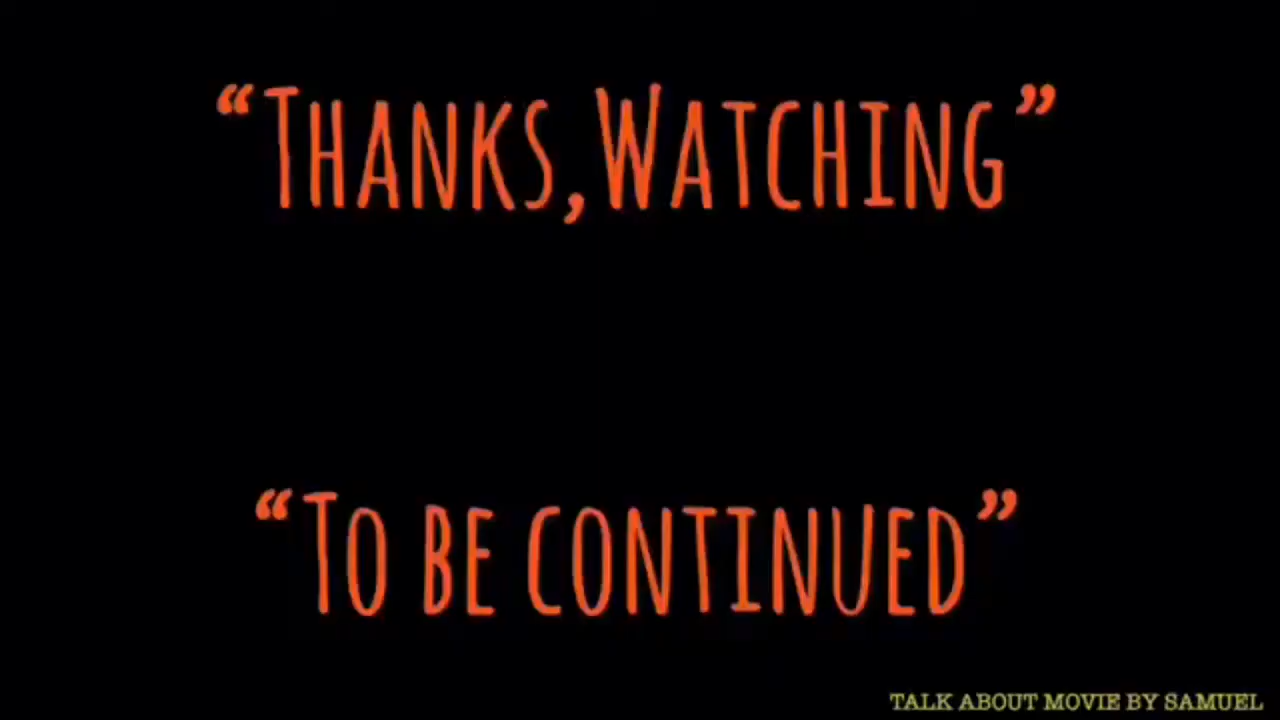 “Thanks,Watching”
“To be continued”
TALK ABOUT MOVIE BY SAMUEL